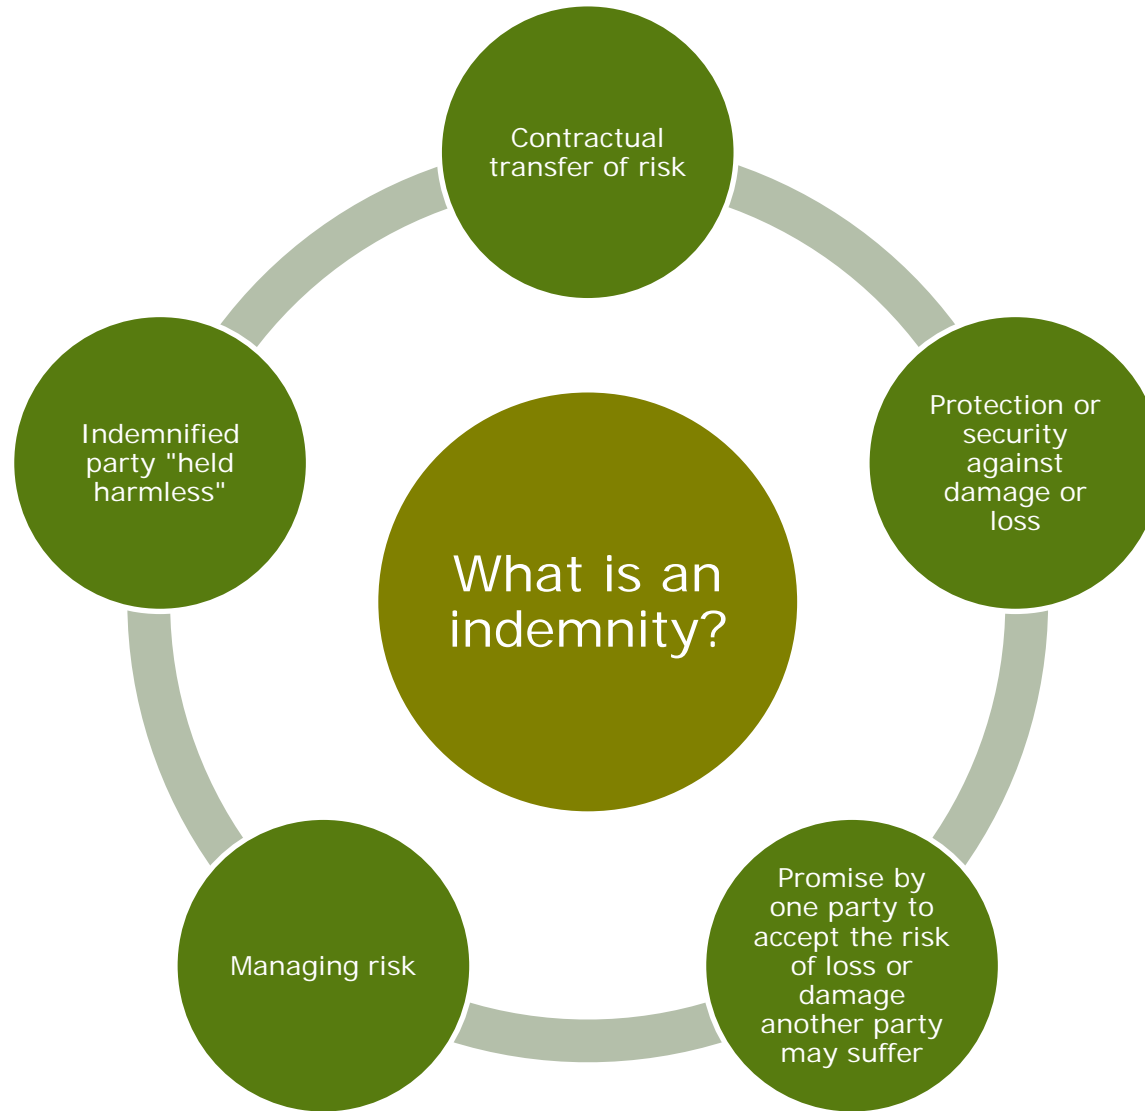 Contractual
transfer of risk
Protection or
security
against
damage or
loss
Promise by
one party to
accept the risk
of loss or
damage
another party
may suffer
Managing risk
Indemnified
party "held
harmless"
What is an
indemnity?